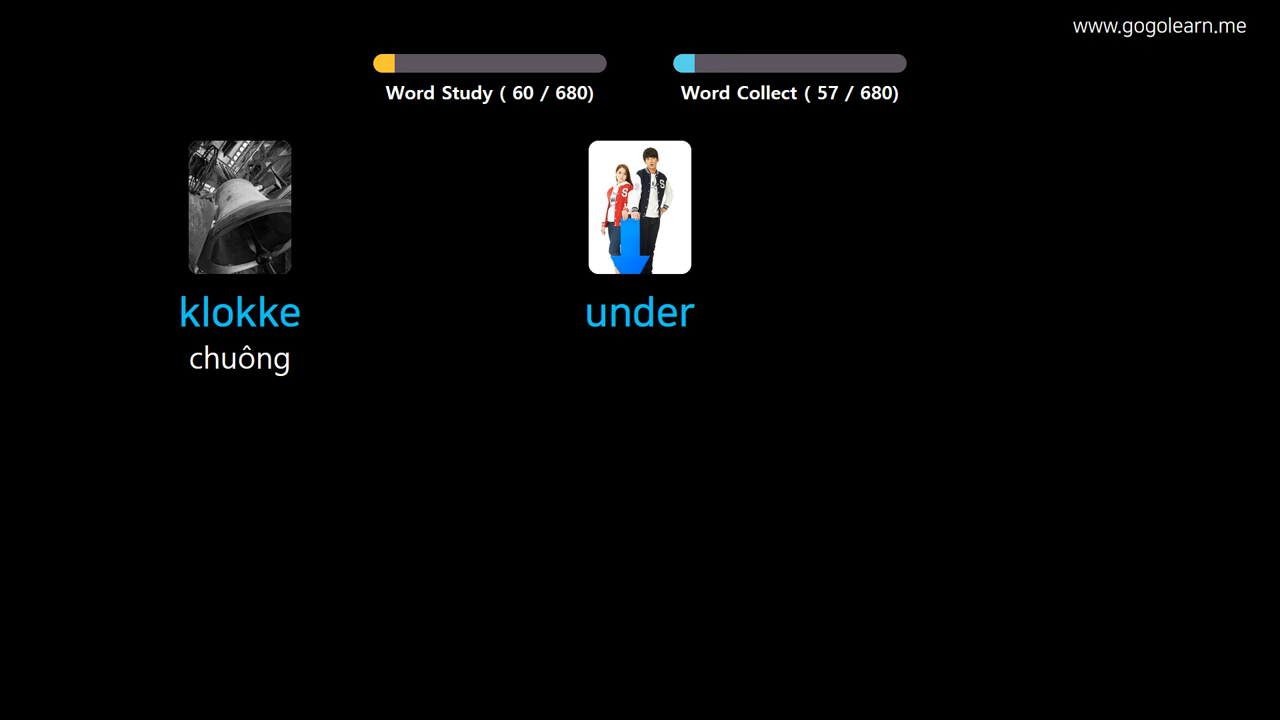 www.gogolearn.me
Word Study ( 60 / 680)
Word Collect ( 57 / 680)
S
S
klokke
under
chuông